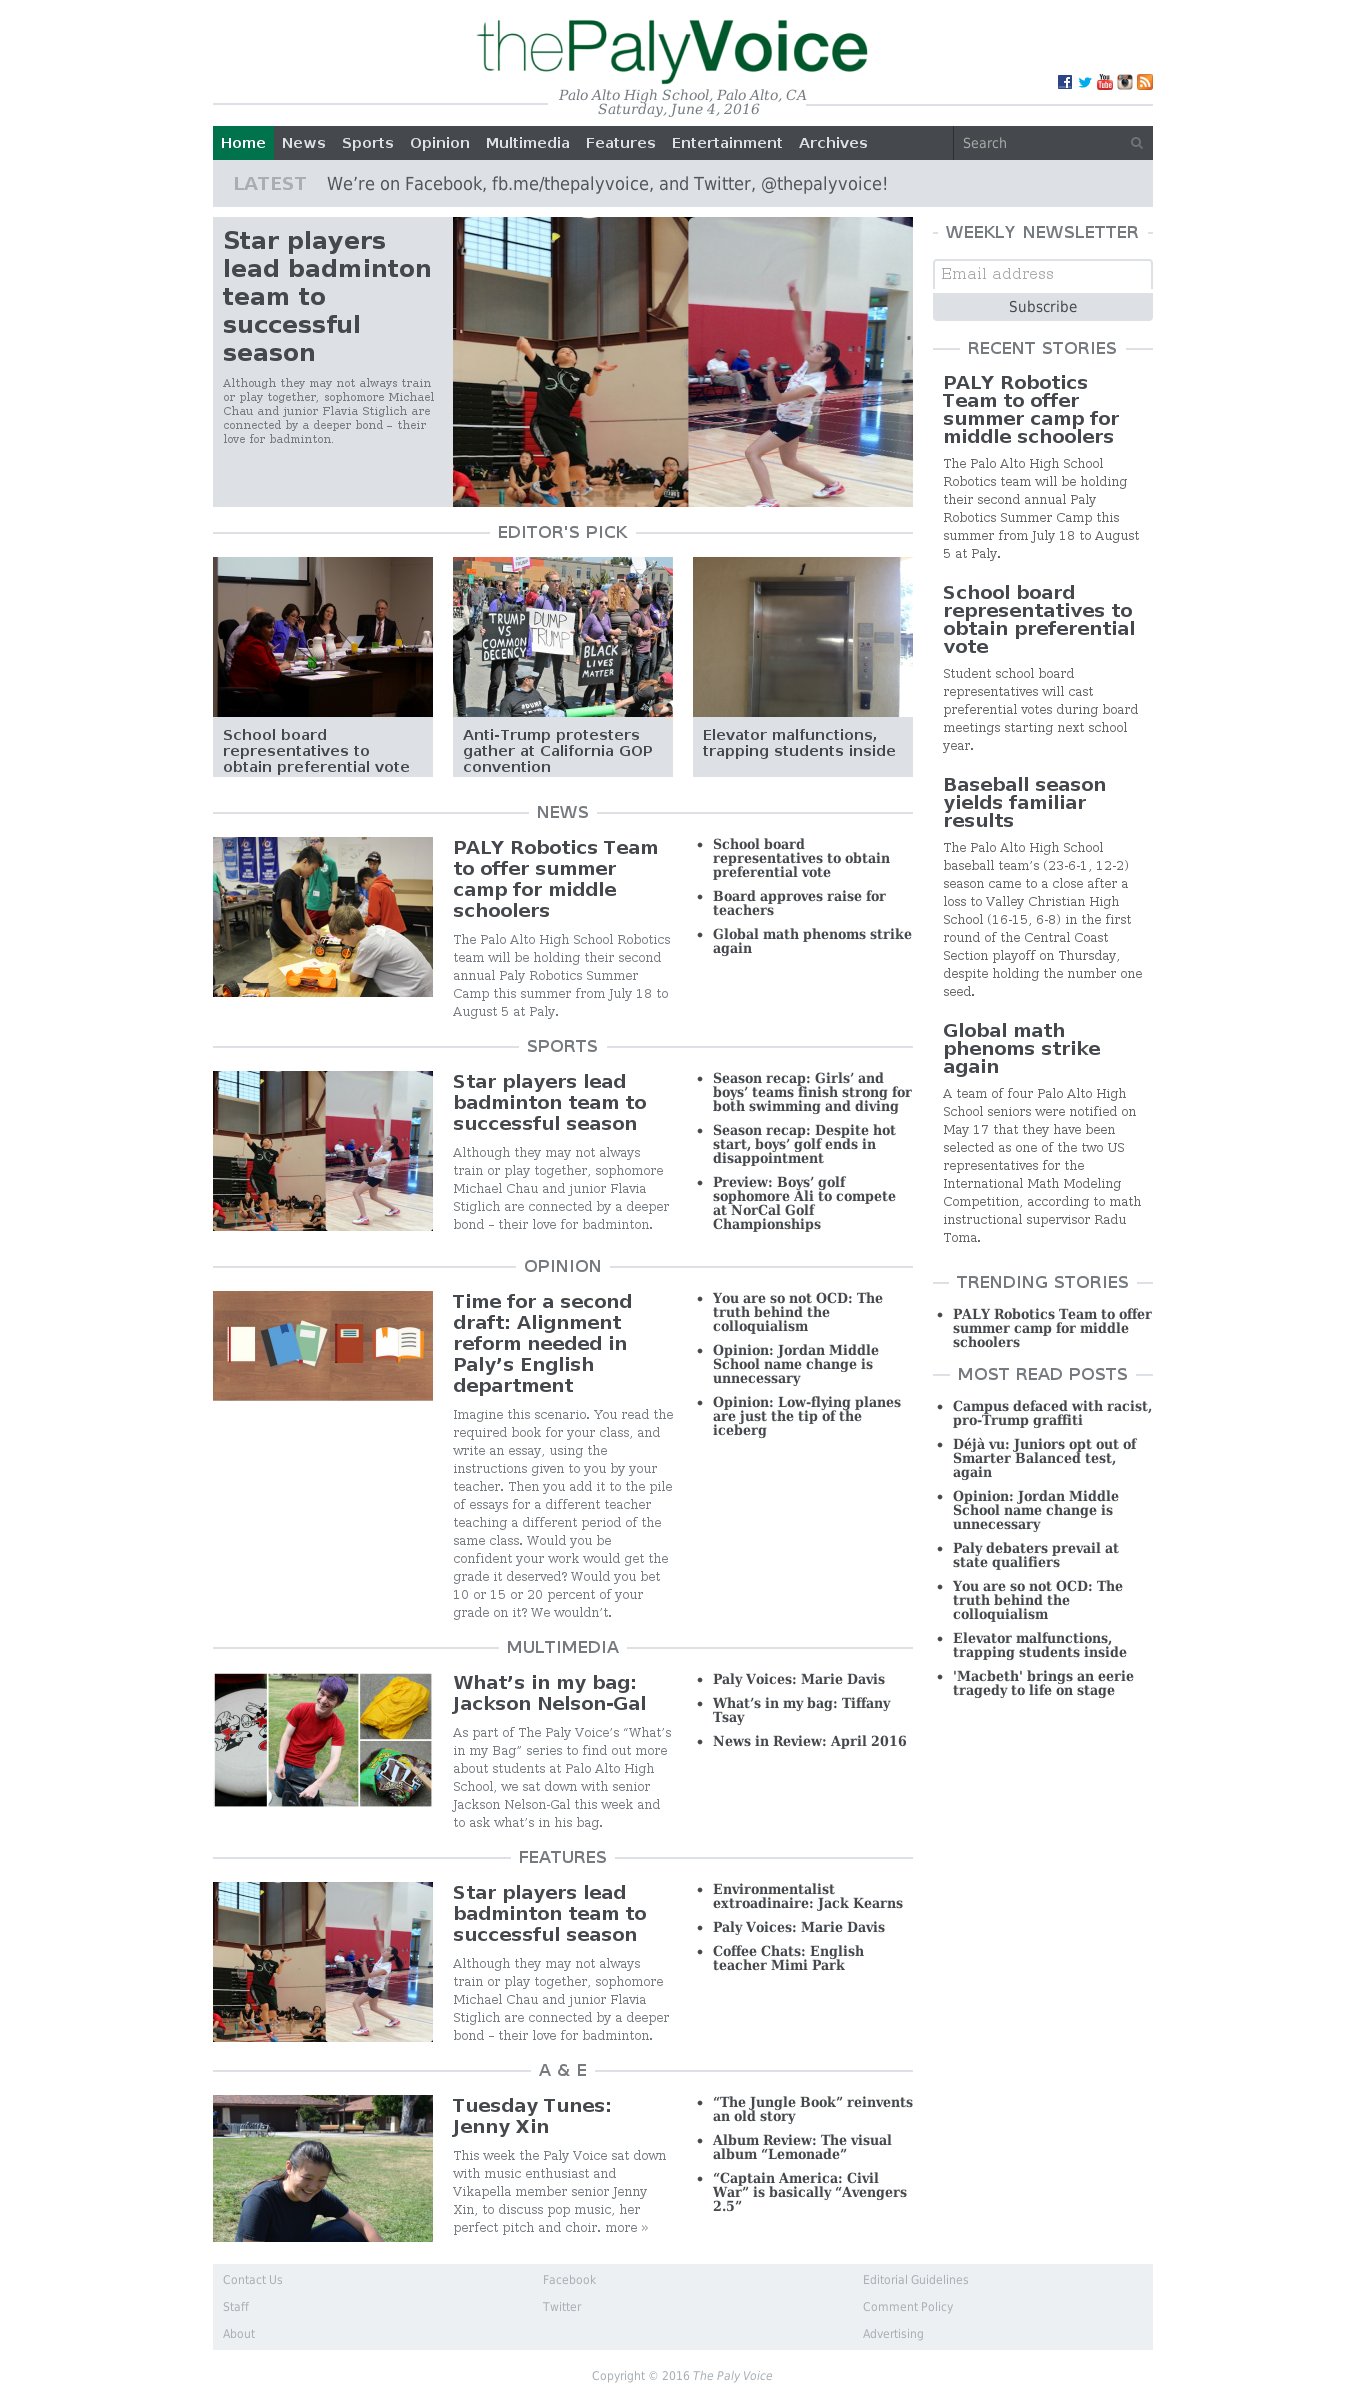 thePalyVoice
Palo Alto High School, Palo Alto, CA
Saturday, June 4, 2016
Home News Sports Opinion Multimedia Features Entertainment Archives Search
LATEST We’re on Facebook, fb.me/thepalyvoice, and Twitter, @thepalyvoice!
Star players
lead badminton
team to
successful
season
Although they may not always train
or play together, sophomore Michael
Chau and junior Flavia Stiglich are
connected by a deeper bond – their
love for badminton.
EDITOR'S PICK
TRUMP
VS
COMMON
DECENCY
DUMP
TRUMP
BLACK
LIVES
MATTER
1
School board
representatives to
obtain preferential vote
Anti-Trump protesters
gather at California GOP
convention
Elevator malfunctions,
trapping students inside
NEWS
PALY Robotics Team
to offer summer
camp for middle
schoolers
The Palo Alto High School Robotics
team will be holding their second
annual Paly Robotics Summer
Camp this summer from July 18 to
August 5 at Paly.
School board
representatives to obtain
preferential vote
Board approves raise for
teachers
Global math phenoms strike
again
SPORTS
Star players lead
badminton team to
successful season
Although they may not always
train or play together, sophomore
Michael Chau and junior Flavia
Stiglich are connected by a deeper
bond – their love for badminton.
Season recap: Girls’ and
boys’ teams finish strong for
both swimming and diving
Season recap: Despite hot
start, boys’ golf ends in
disappointment
Preview: Boys’ golf
sophomore Ali to compete
at NorCal Golf
Championships
OPINION
Time for a second
draft: Alignment
reform needed in
Paly’s English
department
Imagine this scenario. You read the
required book for your class, and
write an essay, using the
instructions given to you by your
teacher. Then you add it to the pile
of essays for a different teacher
teaching a different period of the
same class. Would you be
confident your work would get the
grade it deserved? Would you bet
10 or 15 or 20 percent of your
grade on it? We wouldn’t.
You are so not OCD: The
truth behind the
colloquialism
Opinion: Jordan Middle
School name change is
unnecessary
Opinion: Low-flying planes
are just the tip of the
iceberg
MULTIMEDIA
What’s in my bag:
Jackson Nelson-Gal
As part of The Paly Voice’s “What’s
in my Bag” series to find out more
about students at Palo Alto High
School, we sat down with senior
Jackson Nelson-Gal this week and
to ask what’s in his bag.
Paly Voices: Marie Davis
What’s in my bag: Tiffany
Tsay
News in Review: April 2016
FEATURES
Star players lead
badminton team to
successful season
Although they may not always
train or play together, sophomore
Michael Chau and junior Flavia
Stiglich are connected by a deeper
bond – their love for badminton.
Environmentalist
extroadinaire: Jack Kearns
Paly Voices: Marie Davis
Coffee Chats: English
teacher Mimi Park
A & E
Tuesday Tunes:
Jenny Xin
This week the Paly Voice sat down
with music enthusiast and
Vikapella member senior Jenny
Xin, to discuss pop music, her
perfect pitch and choir. more »
“The Jungle Book” reinvents
an old story
Album Review: The visual
album “Lemonade”
“Captain America: Civil
War” is basically “Avengers
2.5”
WEEKLY NEWSLETTER
Email address
Subscribe
RECENT STORIES
PALY Robotics
Team to offer
summer camp for
middle schoolers
The Palo Alto High School
Robotics team will be holding
their second annual Paly
Robotics Summer Camp this
summer from July 18 to August
5 at Paly.
School board
representatives to
obtain preferential
vote
Student school board
representatives will cast
preferential votes during board
meetings starting next school
year.
Baseball season
yields familiar
results
The Palo Alto High School
baseball team’s (23-6-1, 12-2)
season came to a close after a
loss to Valley Christian High
School (16-15, 6-8) in the first
round of the Central Coast
Section playoff on Thursday,
despite holding the number one
seed.
Global math
phenoms strike
again
A team of four Palo Alto High
School seniors were notified on
May 17 that they have been
selected as one of the two US
representatives for the
International Math Modeling
Competition, according to math
instructional supervisor Radu
Toma.
TRENDING STORIES
PALY Robotics Team to offer
summer camp for middle
schoolers
MOST READ POSTS
Campus defaced with racist,
pro-Trump graffiti
Déjà vu: Juniors opt out of
Smarter Balanced test,
again
Opinion: Jordan Middle
School name change is
unnecessary
Paly debaters prevail at
state qualifiers
You are so not OCD: The
truth behind the
colloquialism
Elevator malfunctions,
trapping students inside
'Macbeth' brings an eerie
tragedy to life on stage
Contact Us Facebook Editorial Guidelines
Staff Twitter Comment Policy
About Advertising
Copyright © 2016 The Paly Voice